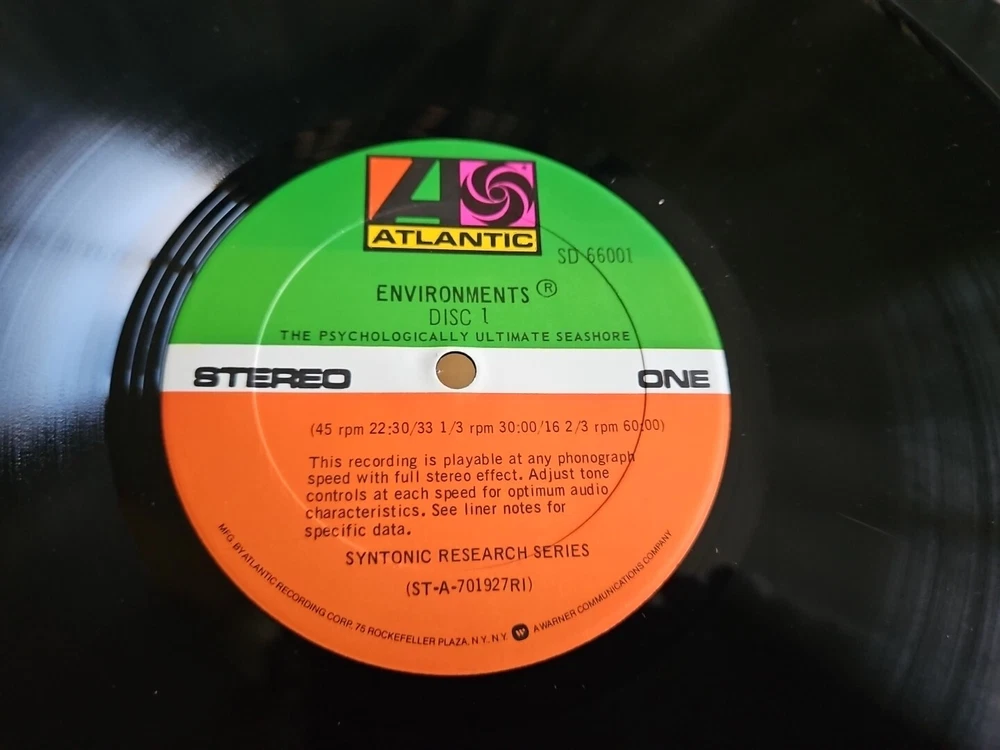 ATLANTIC
SD 66001
ENVIRONMENTS ®
DISC 1
THE PSYCHOLOGICALLY ULTIMATE SEASHORE
STEREO
ONE
(45 rpm 22:30/33 1/3 rpm 30:00/16 2/3 rpm 60:00)
This recording is playable at any phonograph
speed with full stereo effect. Adjust tone
controls at each speed for optimum audio
characteristics. See liner notes for
specific data.
SYNTONIC RESEARCH SERIES
(ST-A-701927RI)
MFG. BY ATLANTIC RECORDING CORP. 75 ROCKEFELLER PLAZA, N.Y. N.Y. W A WARNER COMMUNICATIONS COMPANY